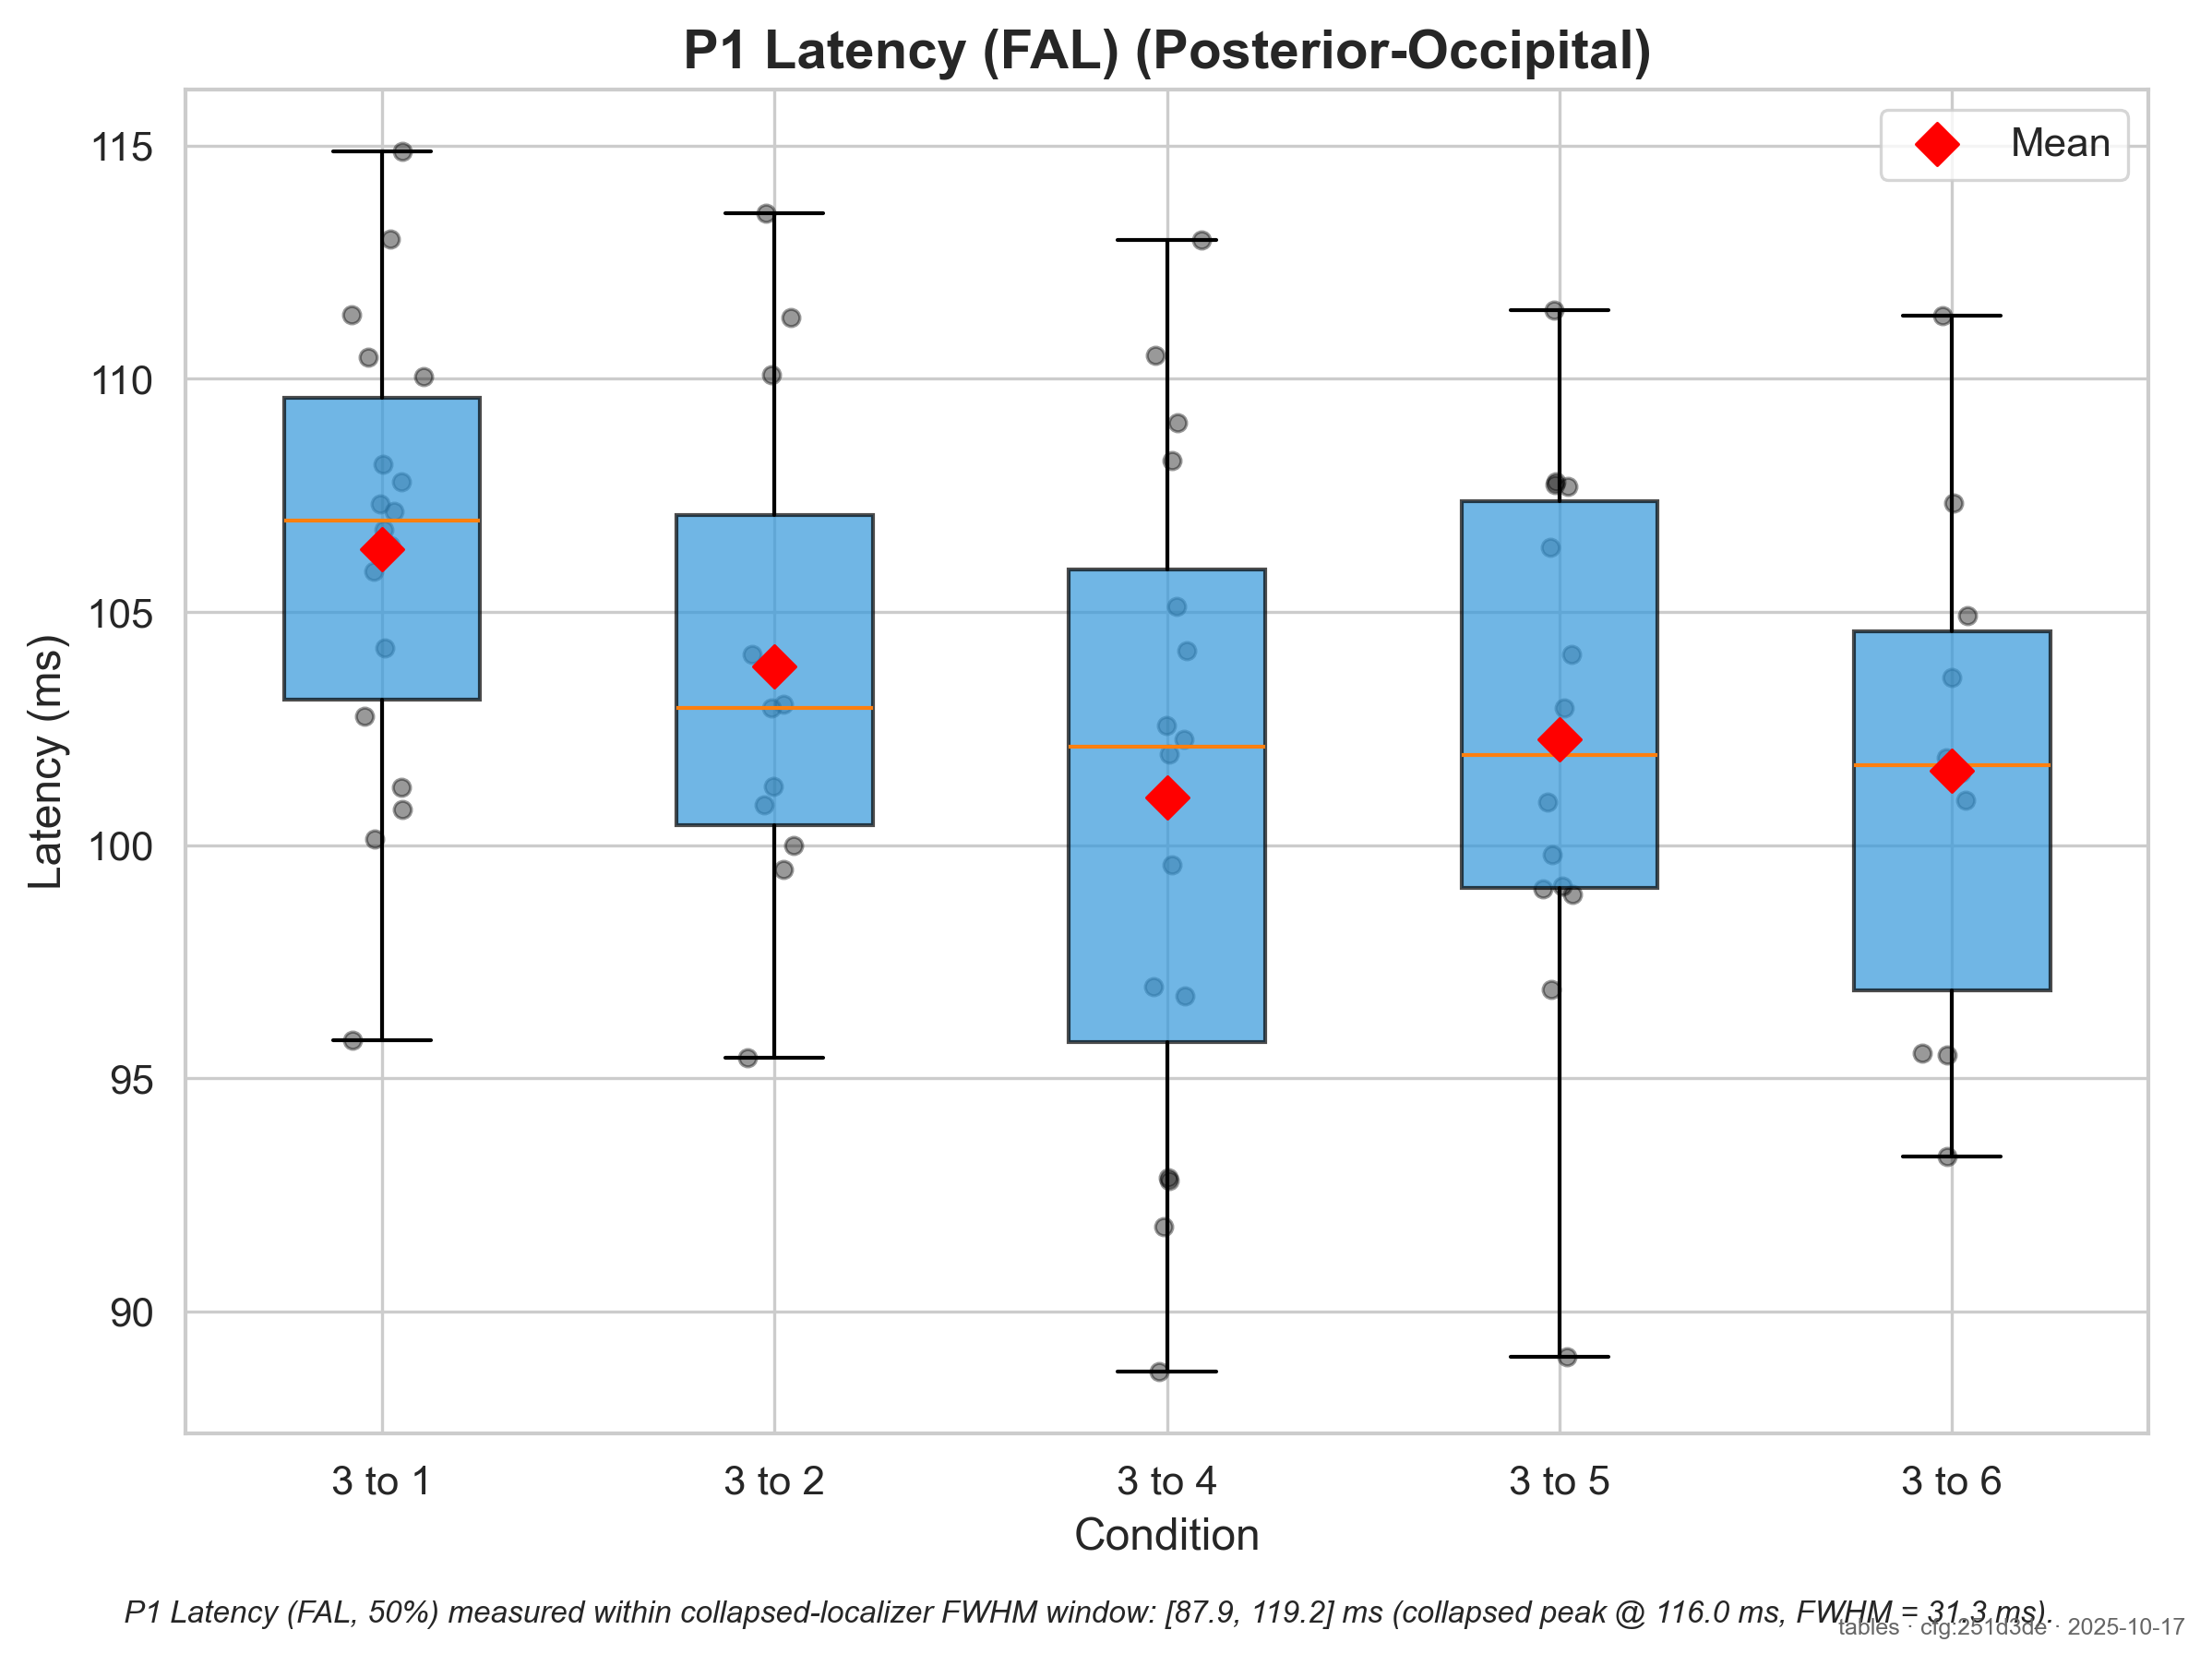 P1 Latency (FAL) (Posterior-Occipital)
Mean
115
110
105
100
95
90
Latency (ms)
3 to 1
3 to 2
3 to 4
3 to 5
3 to 6
Condition
P1 Latency (FAL, 50%) measured within collapsed-localizer FWHM window: [87.9, 119.2] ms (collapsed peak @ 116.0 ms, FWHM = 31.3 ms).
tables · cfg:251d3de · 2025-10-17